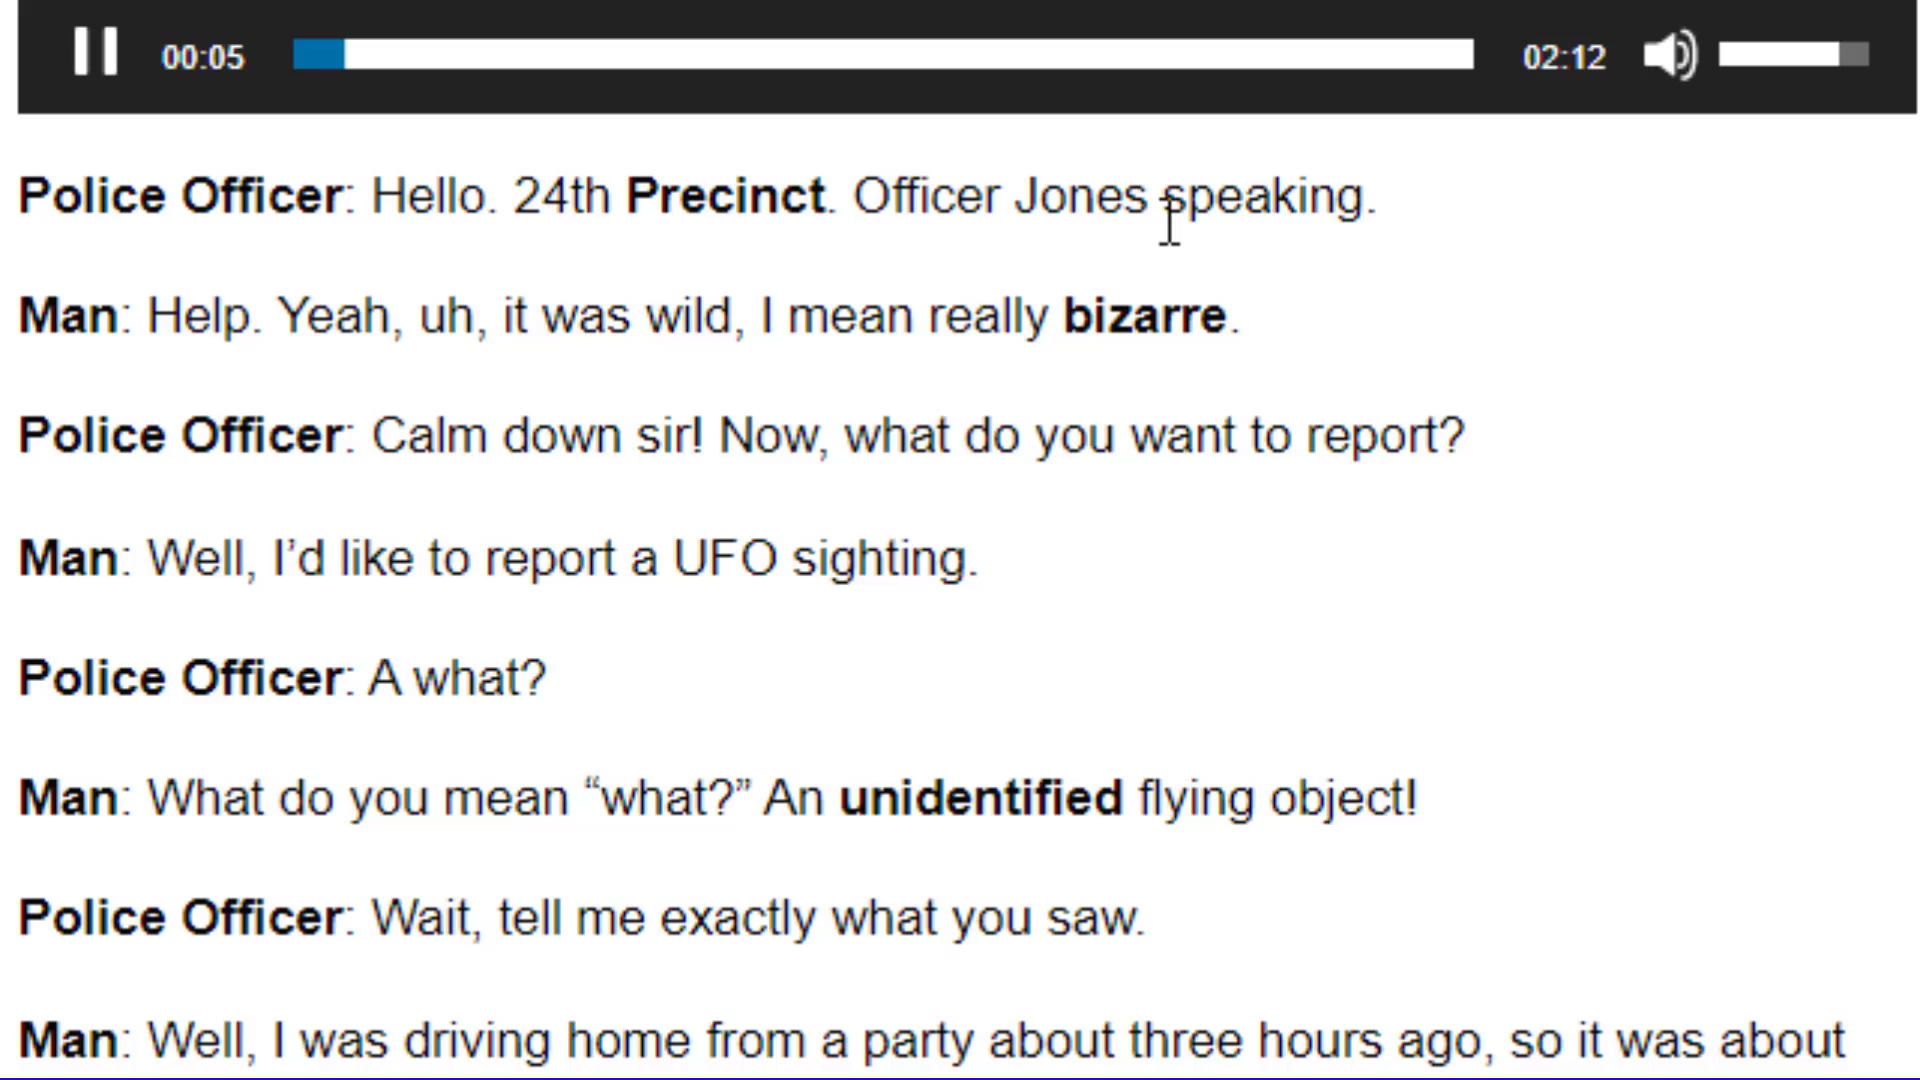 00:05 02:12
Police Officer: Hello. 24th Precinct. Officer Jones speaking.
Man: Help. Yeah, uh, it was wild, I mean really bizarre.
Police Officer: Calm down sir! Now, what do you want to report?
Man: Well, I’d like to report a UFO sighting.
Police Officer: A what?
Man: What do you mean “what?” An unidentified flying object!
Police Officer: Wait, tell me exactly what you saw.
Man: Well, I was driving home from a party about three hours ago, so it was about